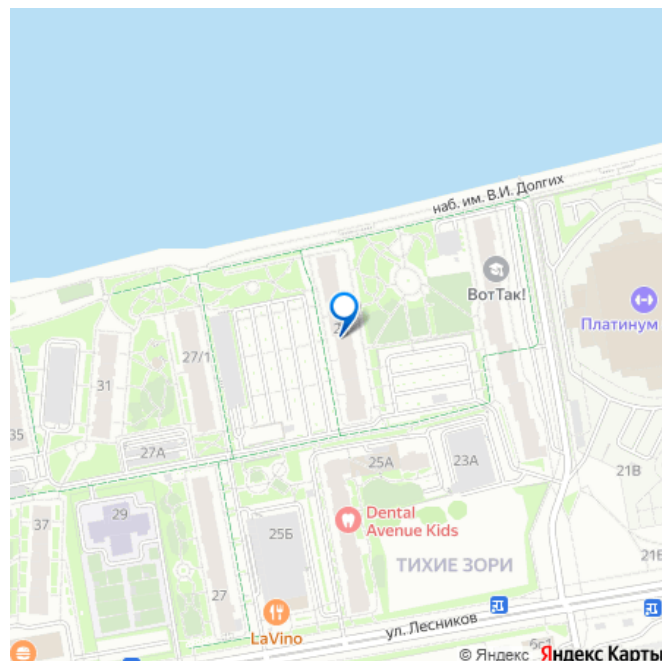 наб. им. В.И. Долгих
ВотТак!
Платинум
27/1
31
35
27А
25А
23А
21В
Dental
Avenue Kids
29
37
25Б
ТИХИЕ ЗОРИ
27
LaVino
ул. Лесников
© Яндекс Яндекс Карты